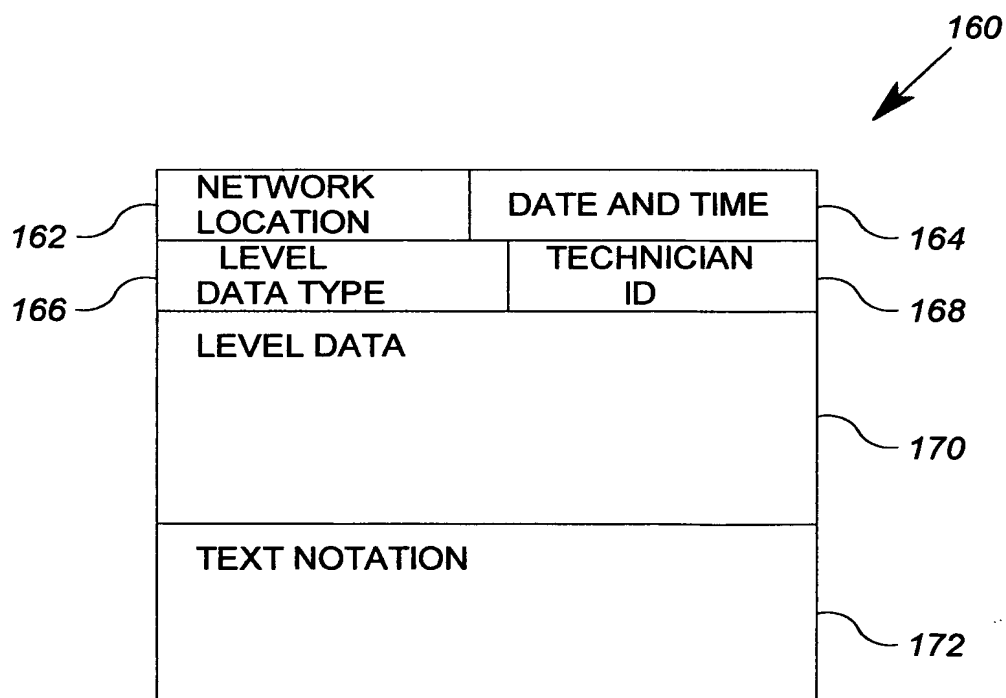 160
NETWORK
LOCATION
DATE AND TIME
162
164
LEVEL
DATA TYPE
TECHNICIAN
ID
166
168
LEVEL DATA
170
TEXT NOTATION
172